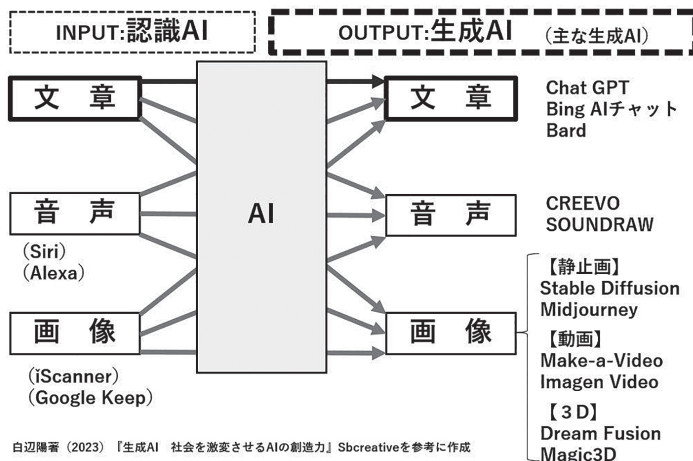 INPUT:認識AI
OUTPUT:生成AI （主な生成AI）
文 章
文 章
Chat GPT
Bing AIチャット
Bard
AI
音 声
（Siri）
（Alexa）
音 声
CREEVO
SOUNDRAW
画 像
（iScanner）
（Google Keep）
画 像
【静止画】
Stable Diffusion
Midjourney
【動画】
Make-a-Video
Imagen Video
【３D】
Dream Fusion
Magic3D
白辺陽著（2023）『生成AI 社会を激変させるAIの創造力』Sbcreativeを参考に作成